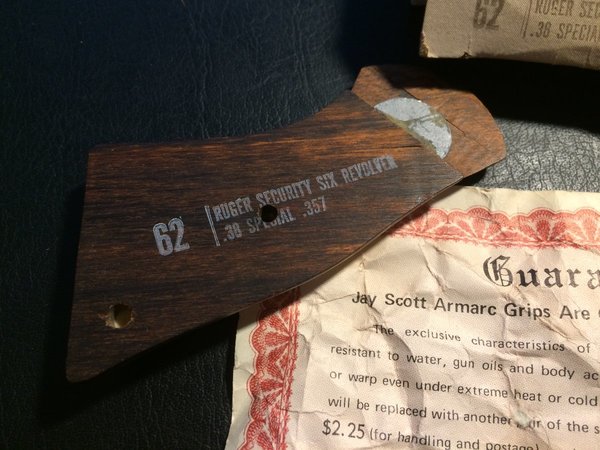 62
RUGER SEC
.38 SPECIAL
62
RUGER SECURITY SIX REVOLVER
.38 SPECIAL .357
Guara
Jay Scott Armarc Grips Are
The exclusive characteristics of
resistant to water, gun oils and body ac
or warp even under extreme heat or cold
will be replaced with another of the s
$2.25 (for handling and postage)